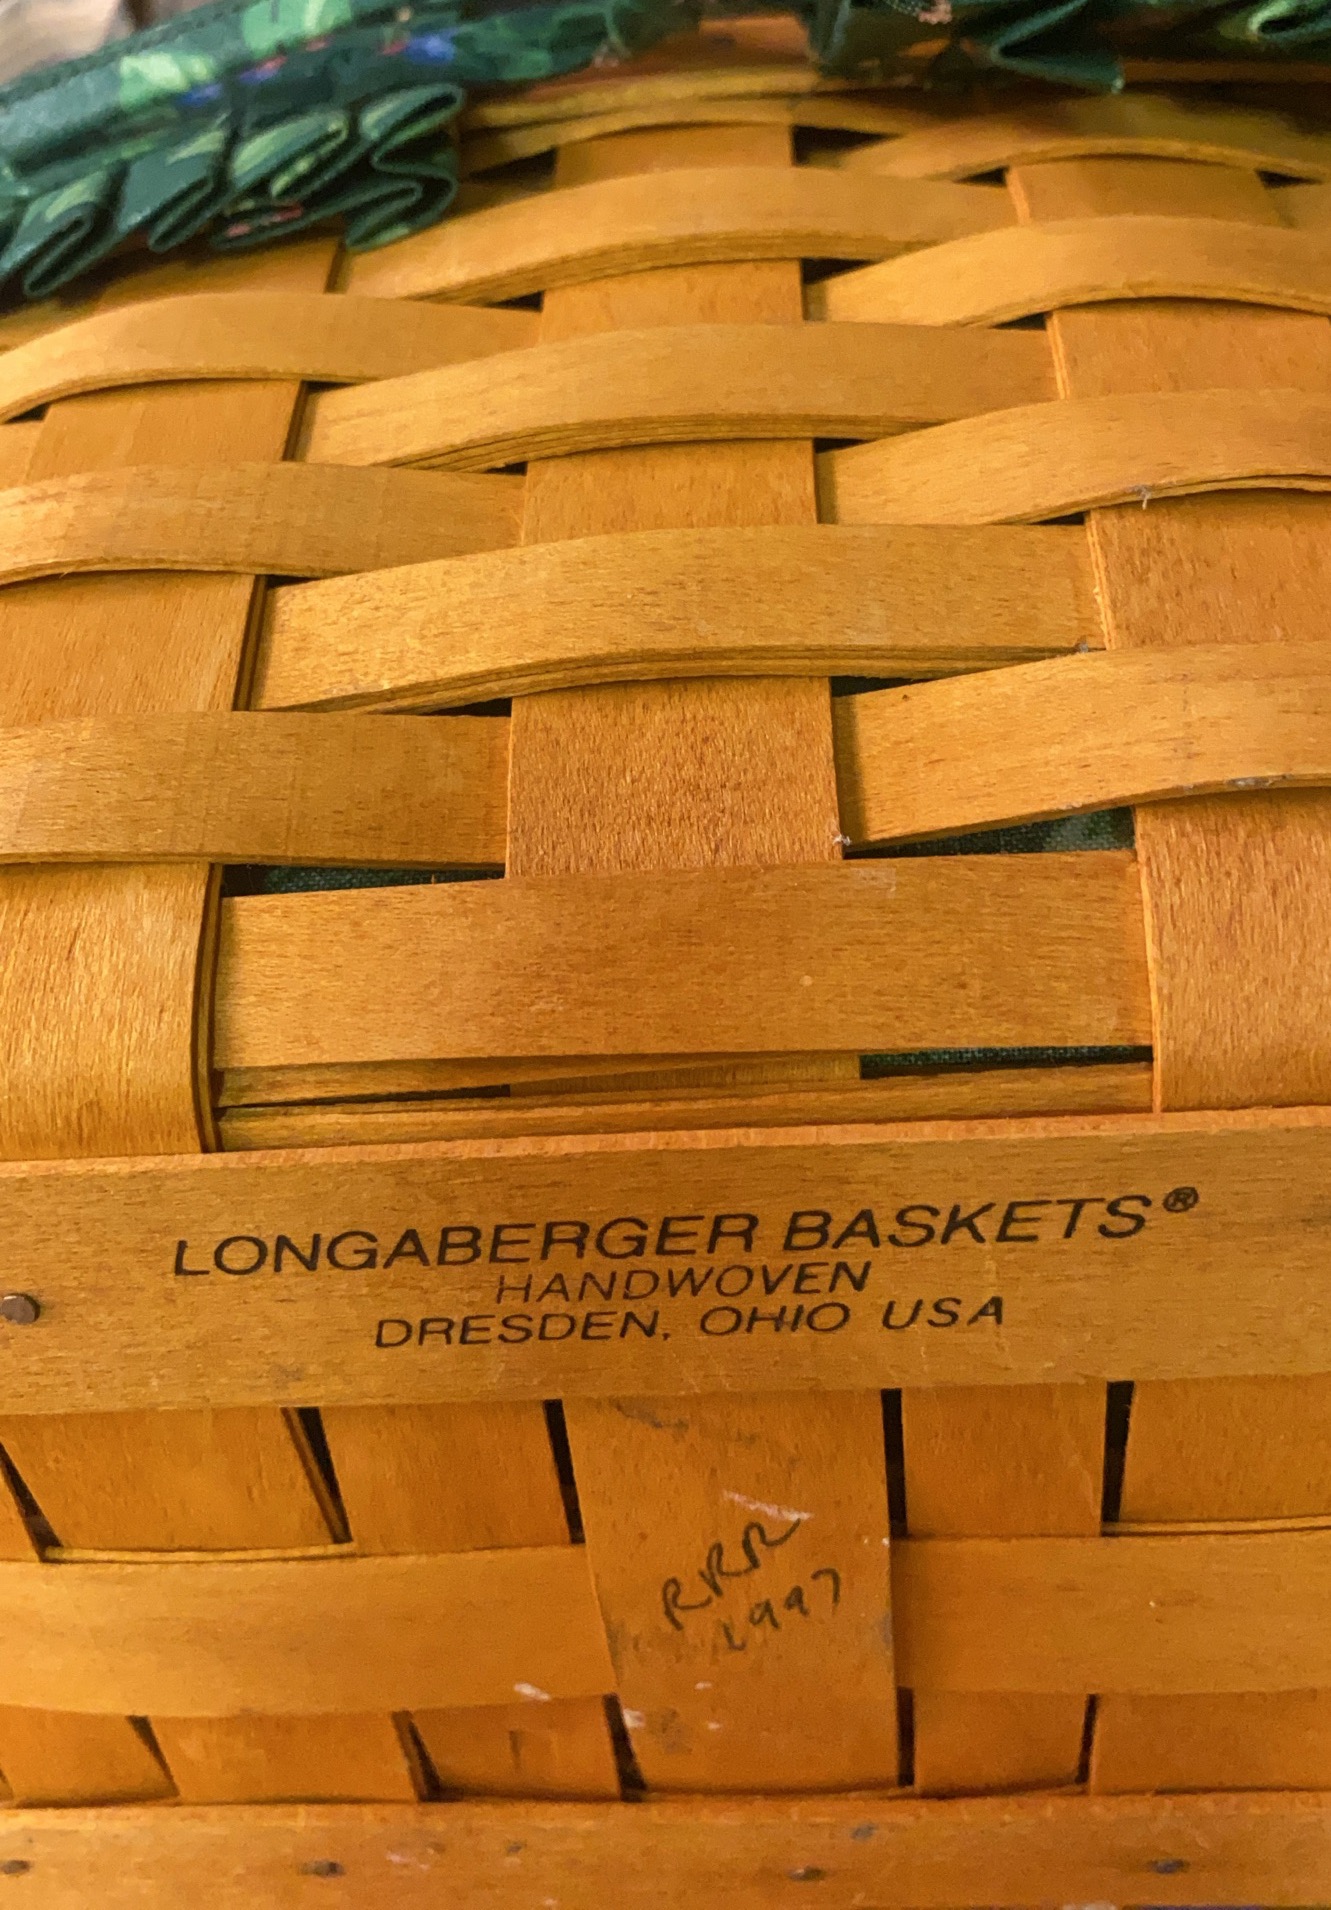 LONGABERGER BASKETS®
HANDWOVEN
DRESDEN, OHIO USA
RRR
1997